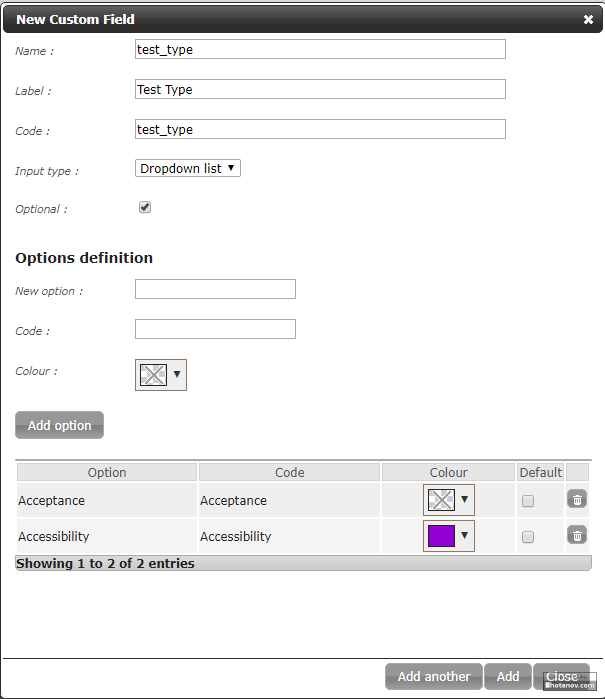 New Custom Field
Name : test_type
Label : Test Type
Code : test_type
Input type : Dropdown list
Optional :
Options definition
New option :
Code :
Colour :
Add option
Option Code Colour Default
Acceptance Acceptance
Accessibility Accessibility
Showing 1 to 2 of 2 entries
Add another Add Close
hotenov.com